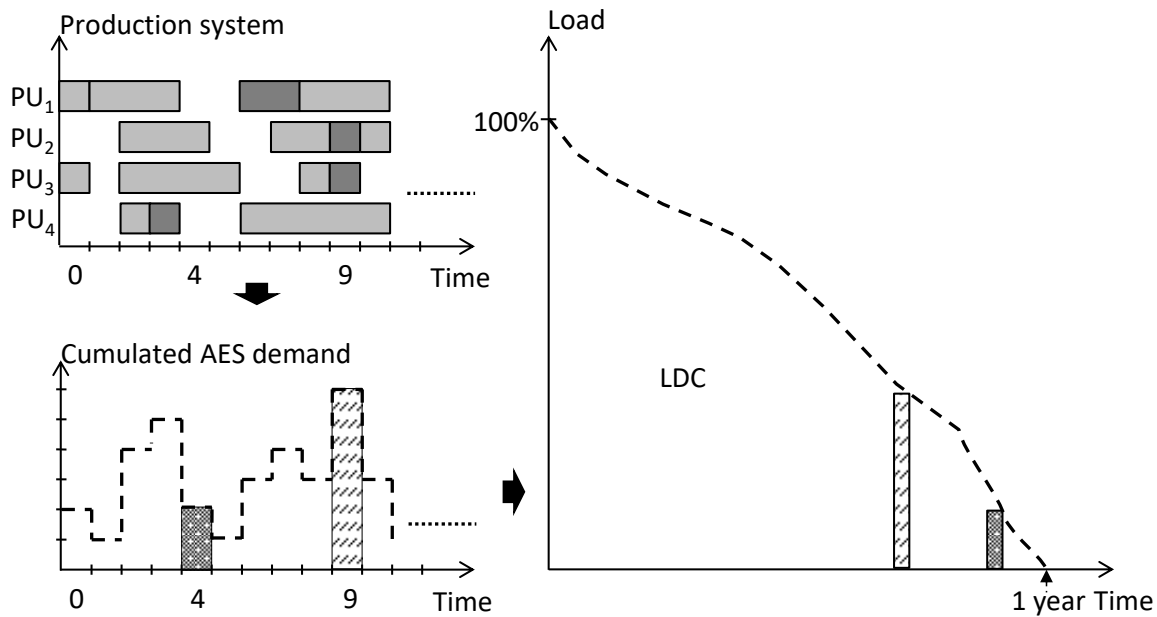 Production system
PU1
PU2
PU3
PU4
0 4 9 Time
Cumulated AES demand
0 4 9 Time
Load
100%
LDC
1 year Time